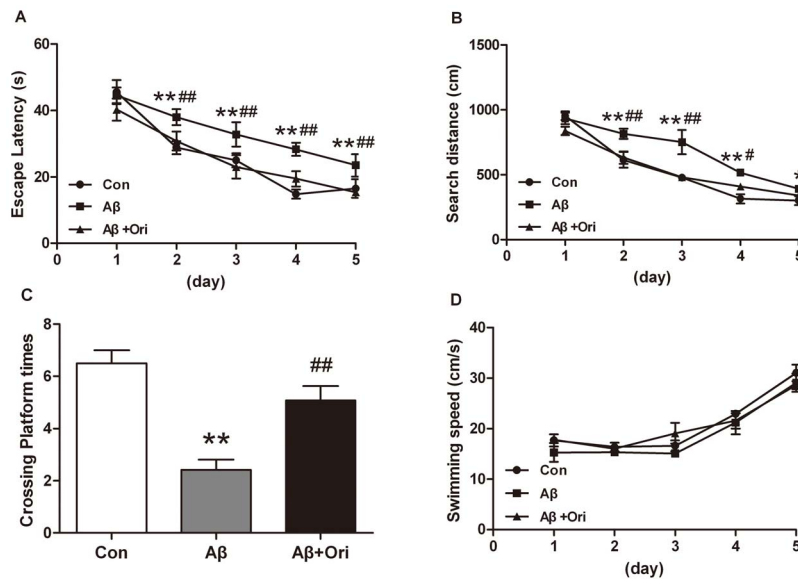 A
Escape Latency (s)
60
40
20
0
**## **## **## **##
Con
Aβ
Aβ +Ori
0 1 2 3 4 5
(day)
B
Search distance (cm)
1500
1000
500
0
**## **## **# *
Con
Aβ
Aβ +Ori
0 1 2 3 4 5
(day)
C
Crossing Platform times
8
6
4
2
0
**
##
Con Aβ Aβ+Ori
D
Swimming speed (cm/s)
40
30
20
10
0
Con
Aβ
Aβ +Ori
0 1 2 3 4 5
(day)